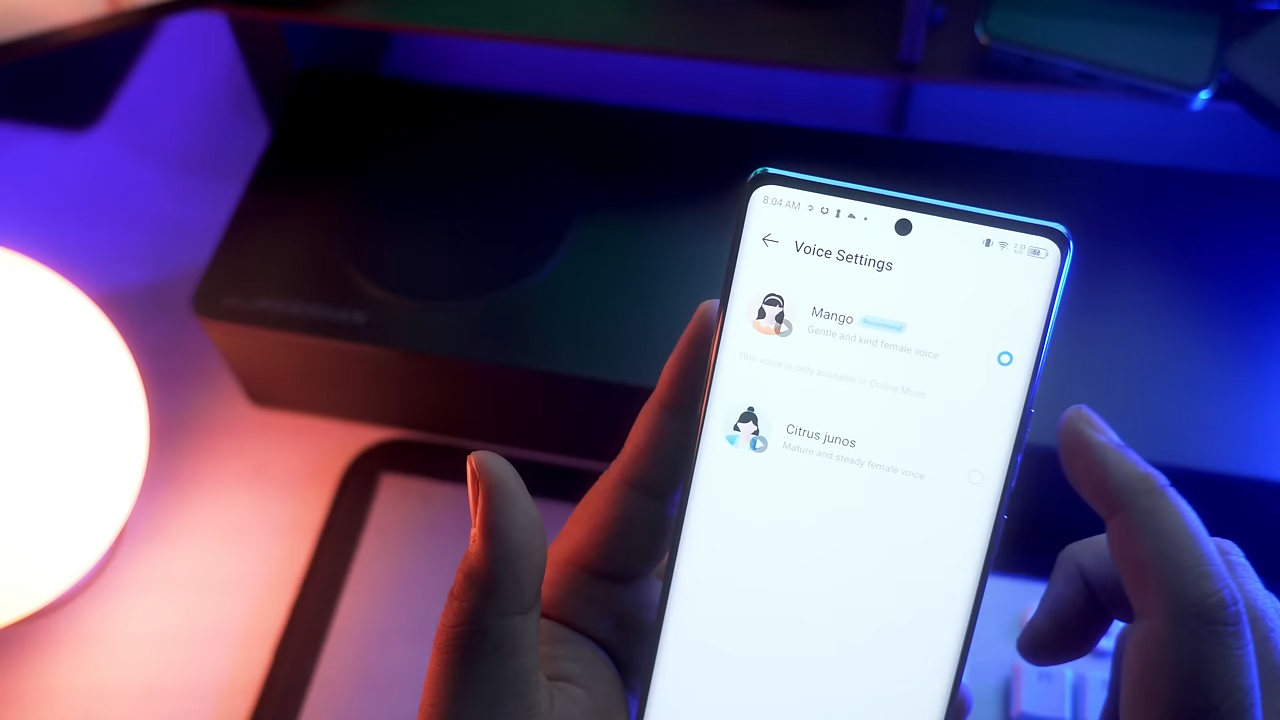 8:04 AM
Voice Settings
Mango Recommend
Gentle and kind female voice
This voice is only available in Online Mode
Citrus junos
Mature and steady female voice